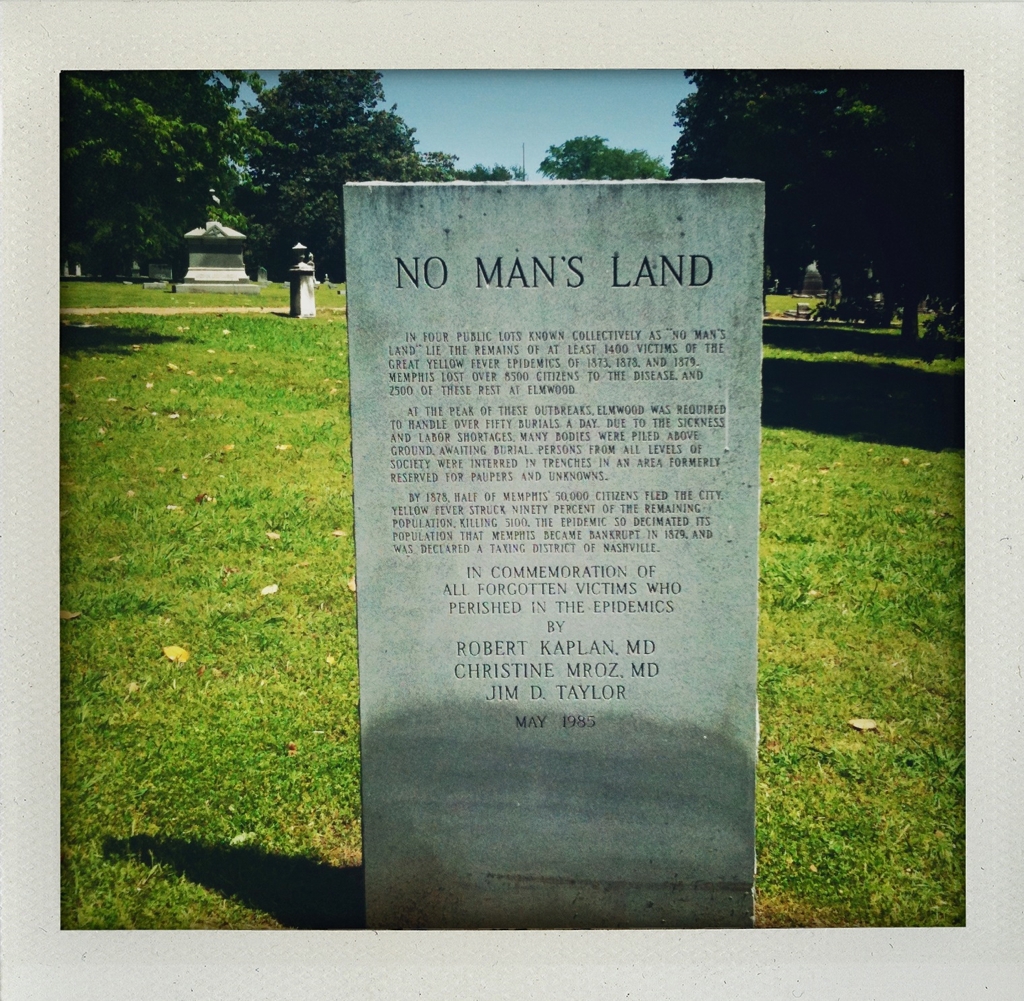 NO MAN'S LAND
IN FOUR PUBLIC LOTS KNOWN COLLECTIVELY AS "NO MAN'S
LAND" LIE THE REMAINS OF AT LEAST 1400 VICTIMS OF THE
GREAT YELLOW FEVER EPIDEMICS OF 1873, 1878, AND 1879.
MEMPHIS LOST OVER 8500 CITIZENS TO THE DISEASE, AND
2500 OF THESE REST AT ELMWOOD.
AT THE PEAK OF THESE OUTBREAKS, ELMWOOD WAS REQUIRED
TO HANDLE OVER FIFTY BURIALS A DAY. DUE TO THE SICKNESS
AND LABOR SHORTAGES, MANY BODIES WERE PILED ABOVE
GROUND, AWAITING BURIAL. PERSONS FROM ALL LEVELS OF
SOCIETY WERE INTERRED IN TRENCHES IN AN AREA FORMERLY
RESERVED FOR PAUPERS AND UNKNOWNS.
BY 1878, HALF OF MEMPHIS' 50,000 CITIZENS FLED THE CITY.
YELLOW FEVER STRUCK NINETY PERCENT OF THE REMAINING
POPULATION, KILLING 5100. THE EPIDEMIC SO DECIMATED ITS
POPULATION THAT MEMPHIS BECAME BANKRUPT IN 1879, AND
WAS DECLARED A TAXING DISTRICT OF NASHVILLE.
IN COMMEMORATION OF
ALL FORGOTTEN VICTIMS WHO
PERISHED IN THE EPIDEMICS
BY
ROBERT KAPLAN, MD
CHRISTINE MROZ, MD
JIM D. TAYLOR
MAY 1985